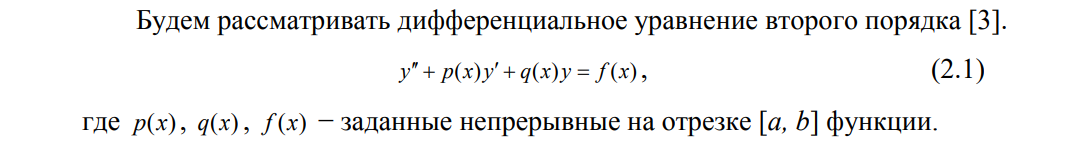 Будем рассматривать дифференциальное уравнение второго порядка [3].
y″ + p(x)y′ + q(x)y = f(x), (2.1)
где p(x), q(x), f(x) − заданные непрерывные на отрезке [a, b] функции.